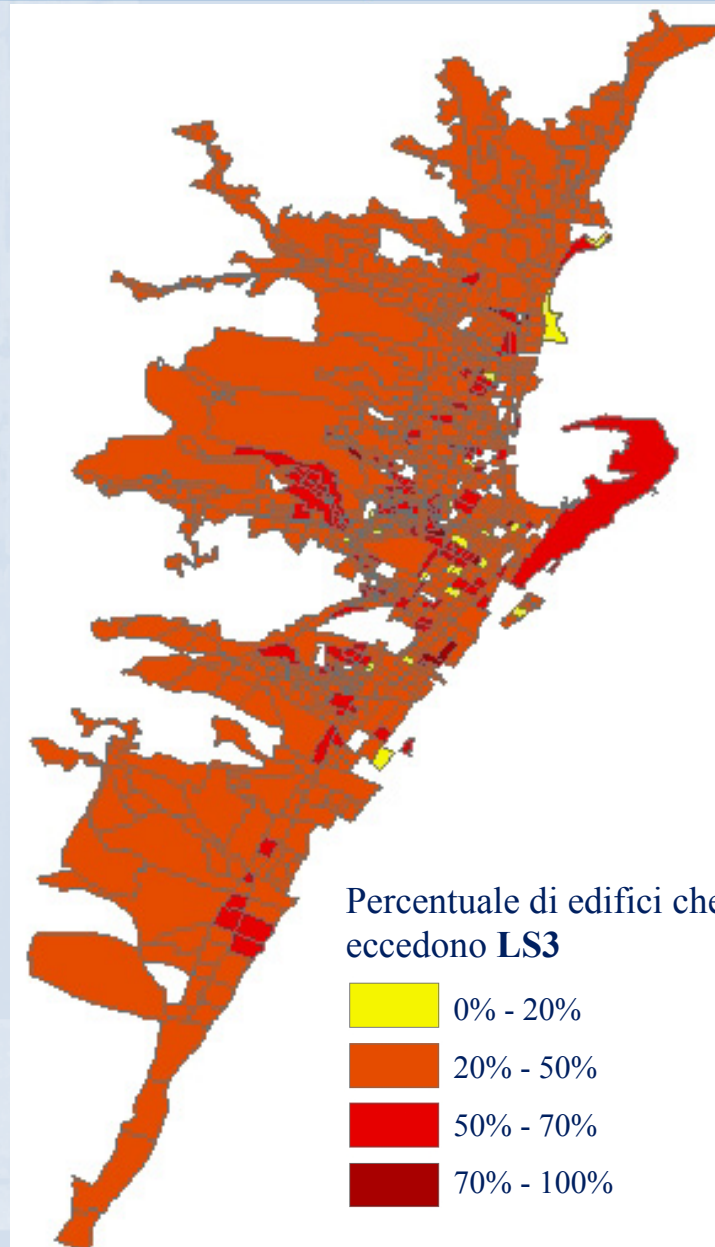 Percentuale di edifici che
eccedono LS3
0% - 20%
20% - 50%
50% - 70%
70% - 100%